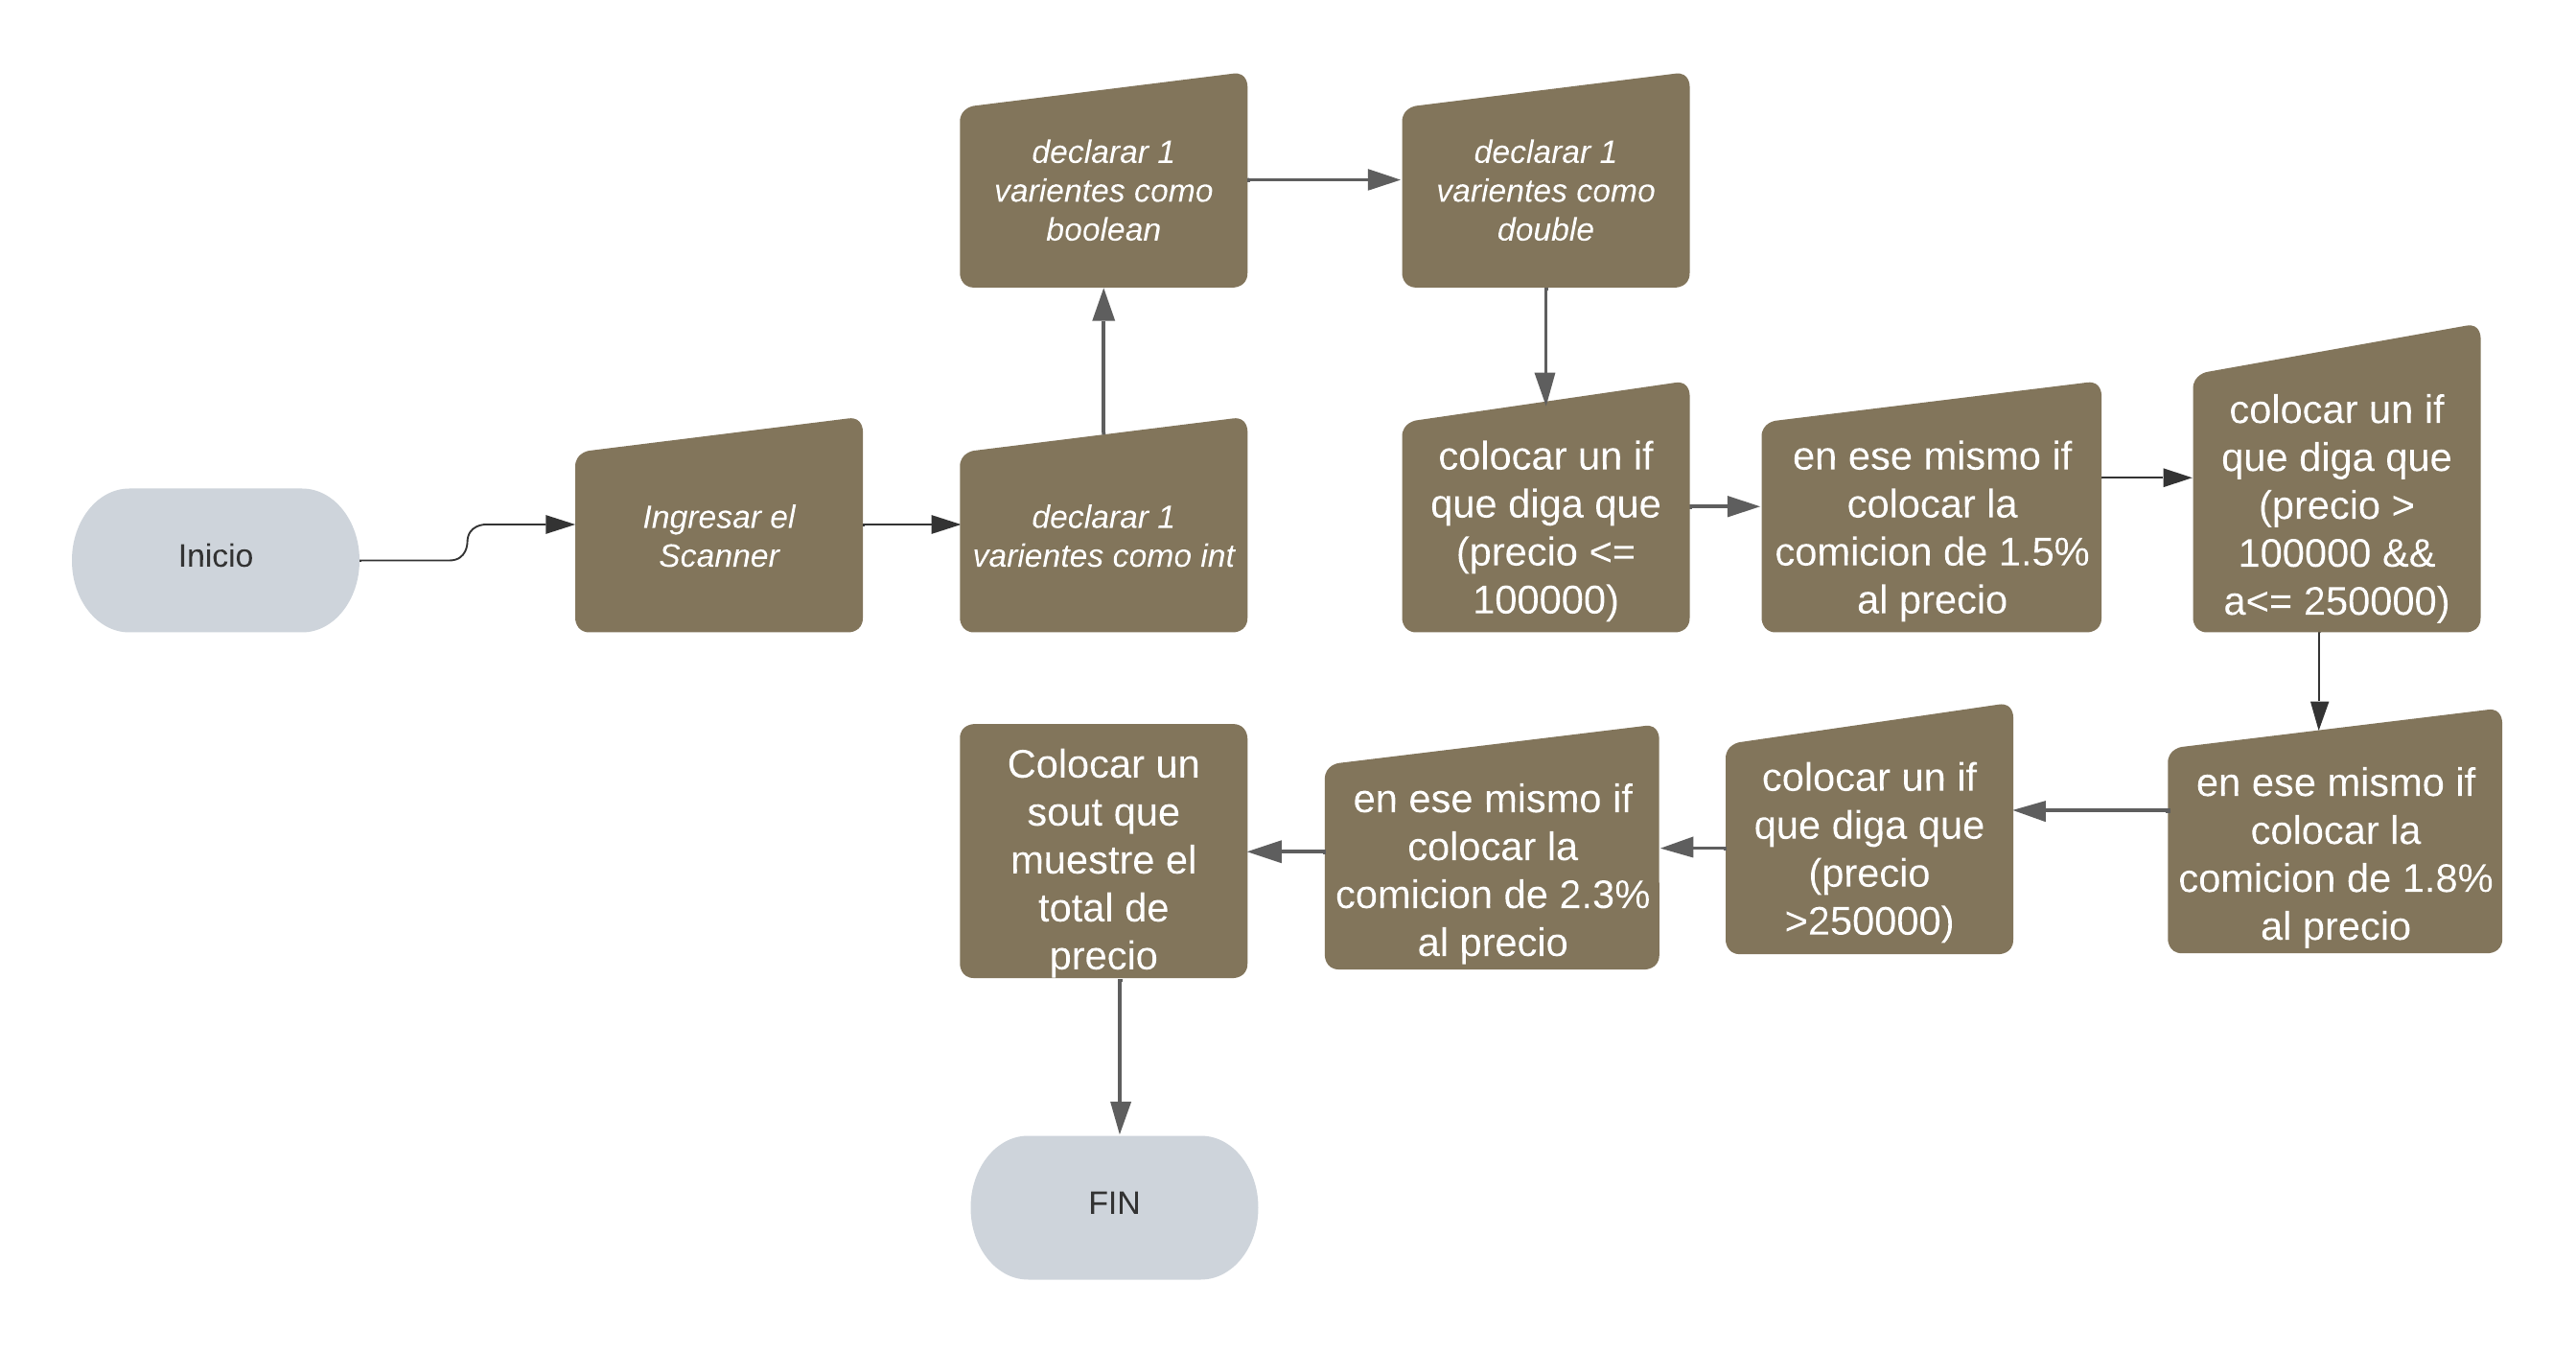 Inicio
Ingresar el
Scanner
declarar 1
varientes como int
declarar 1
varientes como
boolean
declarar 1
varientes como
double
colocar un if
que diga que
(precio <=
100000)
en ese mismo if
colocar la
comicion de 1.5%
al precio
colocar un if
que diga que
(precio >
100000 &&
a<= 250000)
en ese mismo if
colocar la
comicion de 1.8%
al precio
colocar un if
que diga que
(precio
>250000)
en ese mismo if
colocar la
comicion de 2.3%
al precio
Colocar un
sout que
muestre el
total de
precio
FIN